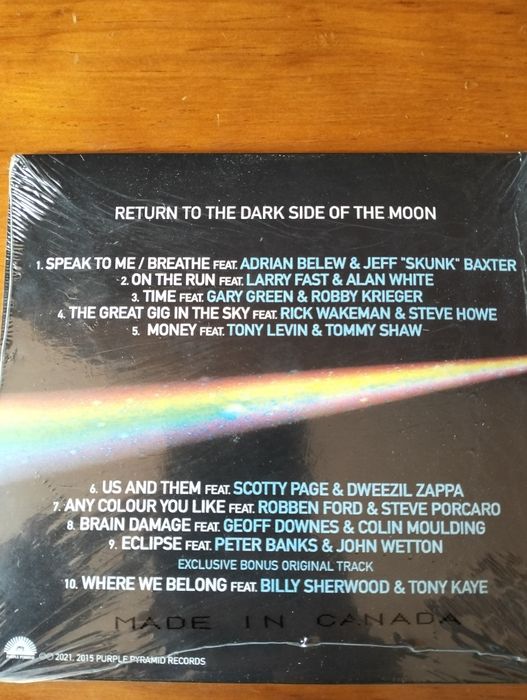 RETURN TO THE DARK SIDE OF THE MOON
1. SPEAK TO ME / BREATHE FEAT. ADRIAN BELEW & JEFF "SKUNK" BAXTER
2. ON THE RUN FEAT. LARRY FAST & ALAN WHITE
3. TIME FEAT. GARY GREEN & ROBBY KRIEGER
4. THE GREAT GIG IN THE SKY FEAT. RICK WAKEMAN & STEVE HOWE
5. MONEY FEAT. TONY LEVIN & TOMMY SHAW
6. US AND THEM FEAT. SCOTTY PAGE & DWEEZIL ZAPPA
7. ANY COLOUR YOU LIKE FEAT. ROBBEN FORD & STEVE PORCARO
8. BRAIN DAMAGE FEAT. GEOFF DOWNES & COLIN MOULDING
9. ECLIPSE FEAT. PETER BANKS & JOHN WETTON
EXCLUSIVE BONUS ORIGINAL TRACK
10. WHERE WE BELONG FEAT. BILLY SHERWOOD & TONY KAYE
MADE IN CANADA
PURPLE PYRAMID
℗© 2021, 2015 PURPLE PYRAMID RECORDS